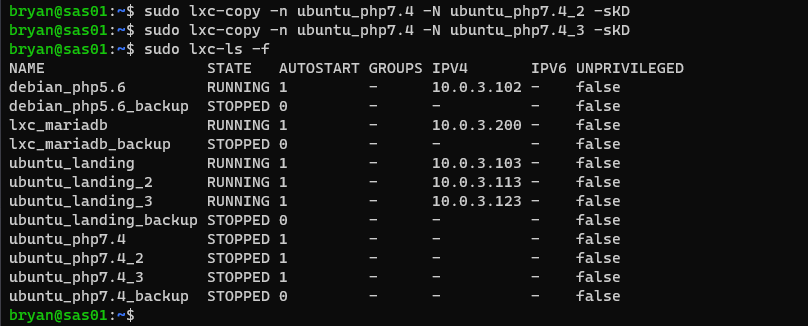 bryan@sas01:~$ sudo lxc-copy -n ubuntu_php7.4 -N ubuntu_php7.4_2 -sKD
bryan@sas01:~$ sudo lxc-copy -n ubuntu_php7.4 -N ubuntu_php7.4_3 -sKD
bryan@sas01:~$ sudo lxc-ls -f
NAME                  STATE   AUTOSTART GROUPS IPV4       IPV6 UNPRIVILEGED
debian_php5.6         RUNNING 1         -      10.0.3.102 -    false
debian_php5.6_backup  STOPPED 0         -      -          -    false
lxc_mariadb           RUNNING 1         -      10.0.3.200 -    false
lxc_mariadb_backup    STOPPED 0         -      -          -    false
ubuntu_landing        RUNNING 1         -      10.0.3.103 -    false
ubuntu_landing_2      RUNNING 1         -      10.0.3.113 -    false
ubuntu_landing_3      RUNNING 1         -      10.0.3.123 -    false
ubuntu_landing_backup STOPPED 0         -      -          -    false
ubuntu_php7.4         STOPPED 1         -      -          -    false
ubuntu_php7.4_2       STOPPED 1         -      -          -    false
ubuntu_php7.4_3       STOPPED 1         -      -          -    false
ubuntu_php7.4_backup  STOPPED 0         -      -          -    false
bryan@sas01:~$